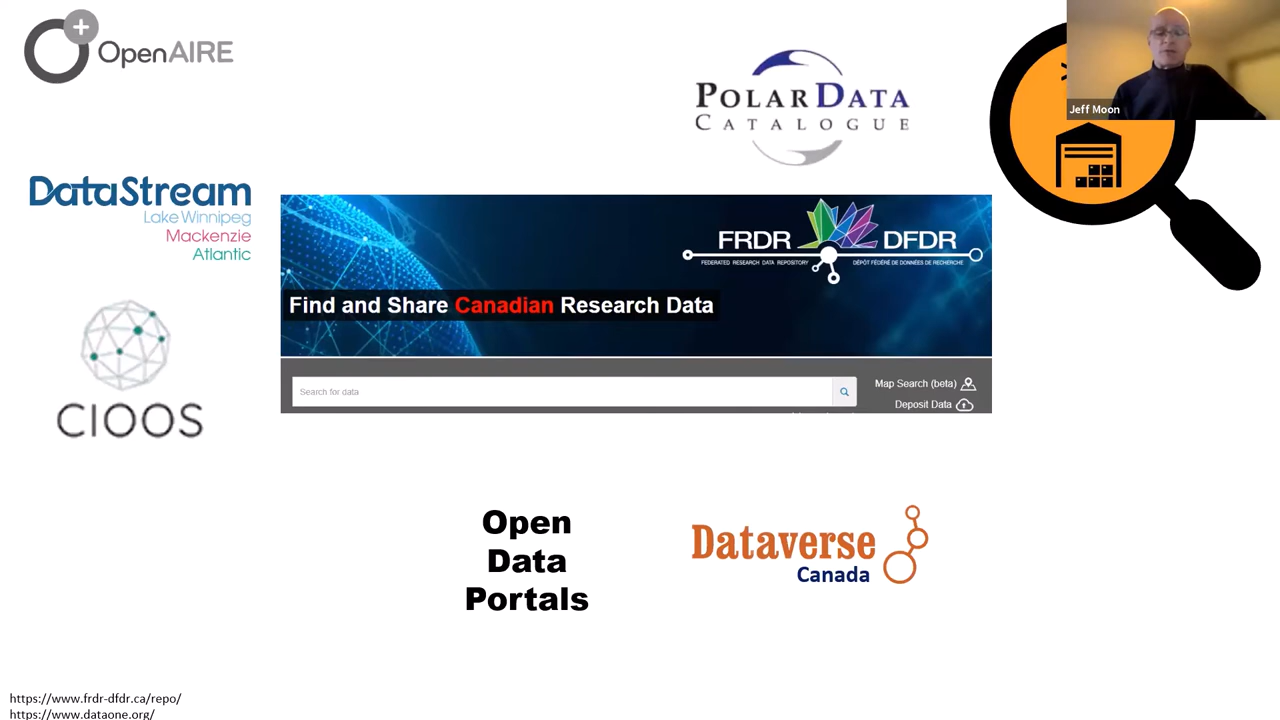 OpenAIRE
POLAR DATA
CATALOGUE
Jeff Moon
DataStream
Lake Winnipeg
Mackenzie
Atlantic
FRDR DFDR
FEDERATED RESEARCH DATA REPOSITORY DÉPÔT FÉDÉRÉ DE DONNÉES DE RECHERCHE
Find and Share Canadian Research Data
Search for data
Map Search (beta)
Deposit Data
CIOOS
Open
Data
Portals
Dataverse
Canada
https://www.frdr-dfdr.ca/repo/
https://www.dataone.org/